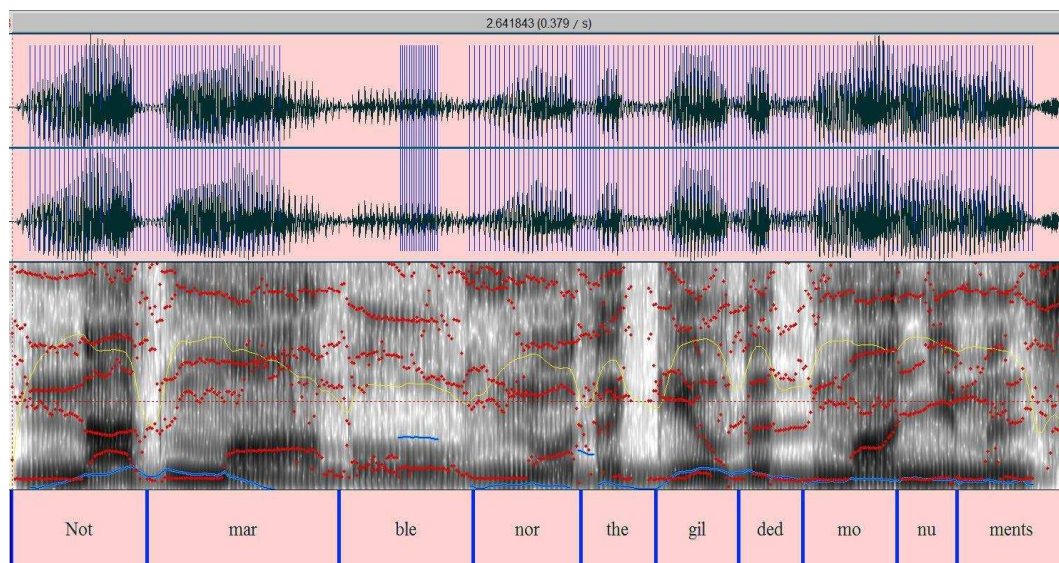 2.641843 (0.379 / s)
Not mar ble nor the gil ded mo nu ments